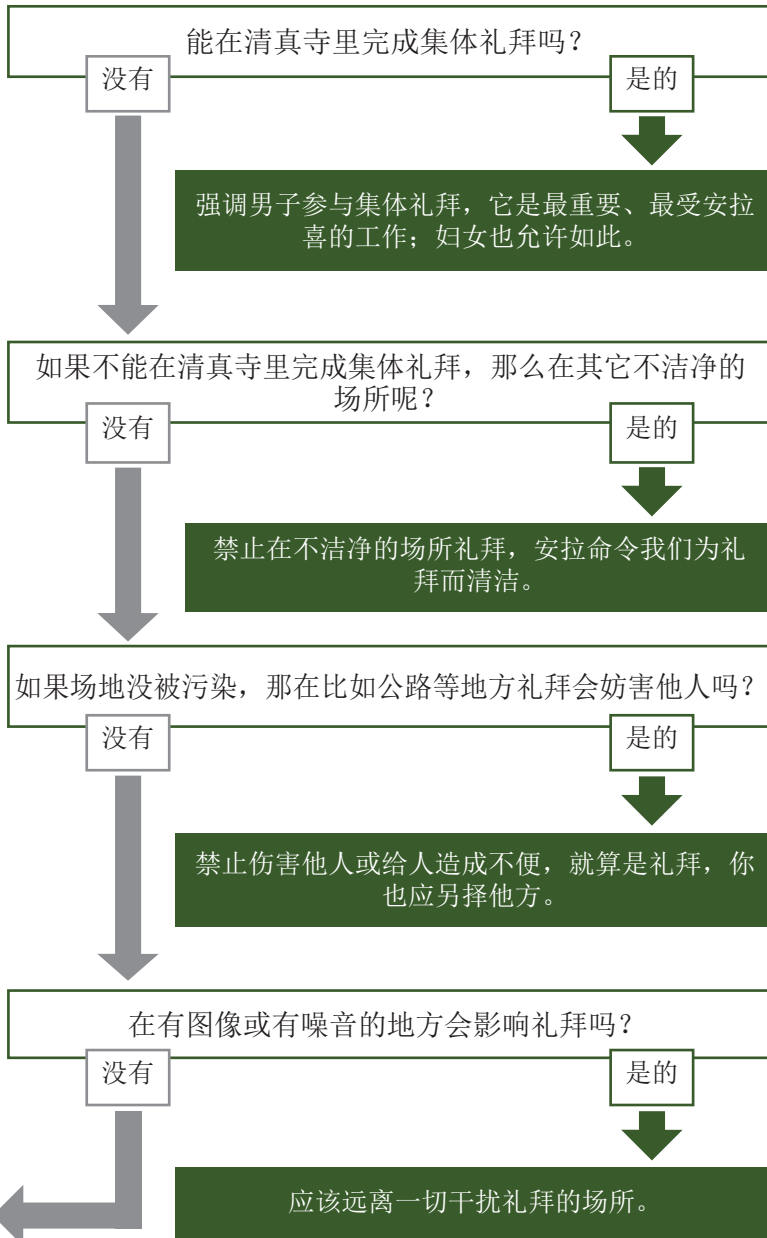 能在清真寺里完成集体礼拜吗？
没有
是的
强调男子参与集体礼拜，它是最重要、最受安拉
喜的工作；妇女也允许如此。
如果不能在清真寺里完成集体礼拜，那么在其它不洁净的
场所呢？
没有
是的
禁止在不洁净的场所礼拜，安拉命令我们为礼
拜而清洁。
如果场地没被污染，那在比如公路等地方礼拜会妨害他人吗？
没有
是的
禁止伤害他人或给人造成不便，就算是礼拜，你
也应另择他方。
在有图像或有噪音的地方会影响礼拜吗？
没有
是的
应该远离一切干扰礼拜的场所。